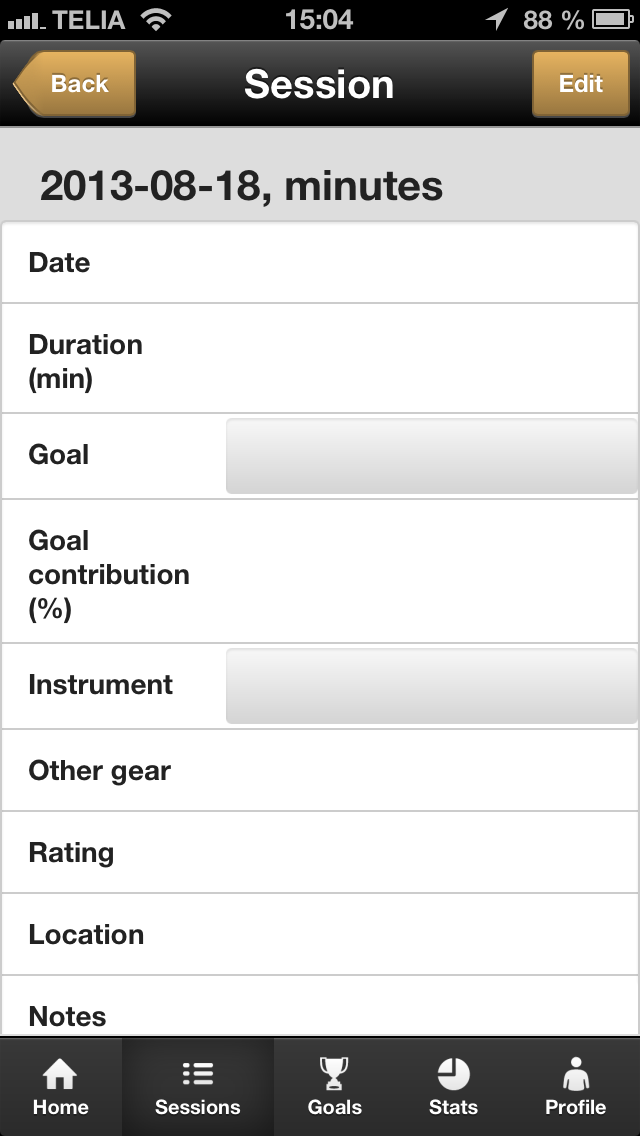 TELIA 15:04 88 %
Back Session Edit
2013-08-18, minutes
Date
Duration
(min)
Goal
Goal
contribution
(%)
Instrument
Other gear
Rating
Location
Notes
Home Sessions Goals Stats Profile